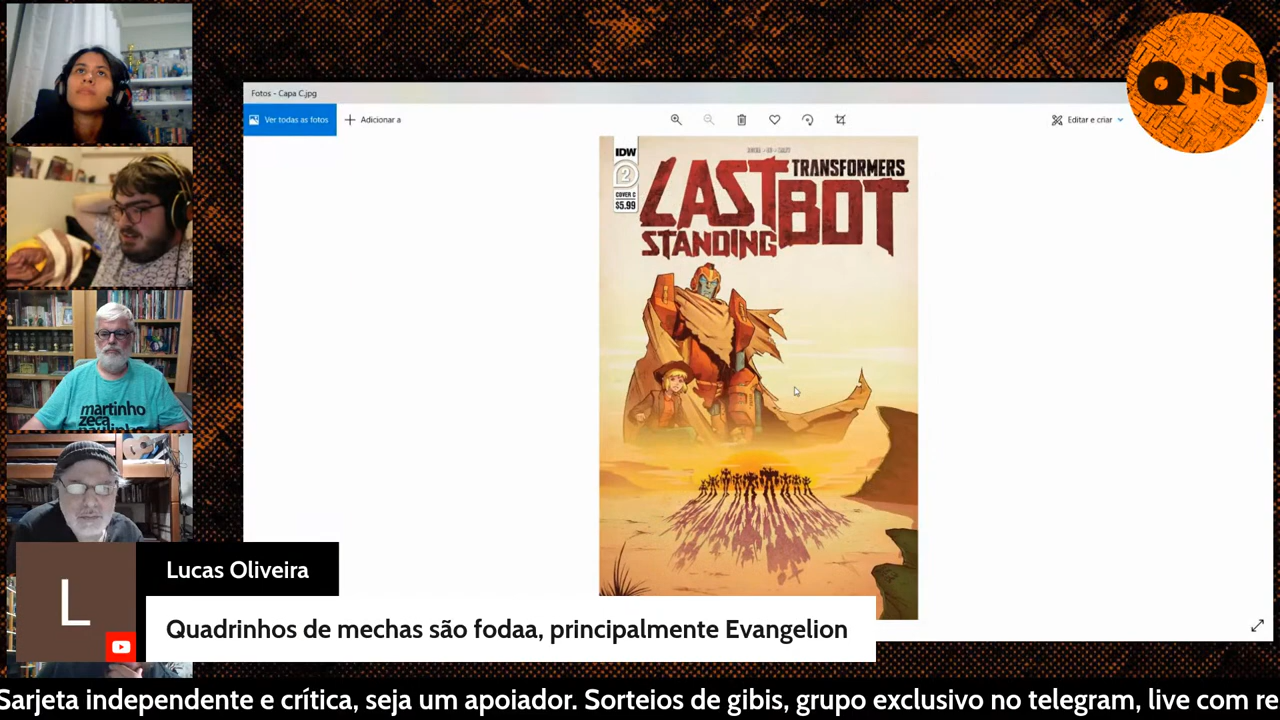 QNS
Fotos - Capa C.jpg
Ver todas as fotos
Adicionar a
Editar e criar
IDW
2
COVER C
$5.99
TRANSFORMERS
LAST BOT
STANDING
martinho
zeca
L
Lucas Oliveira
Quadrinhos de mechas são fodaa, principalmente Evangelion
Sarjeta independente e crítica, seja um apoiador. Sorteios de gibis, grupo exclusivo no telegram, live com re